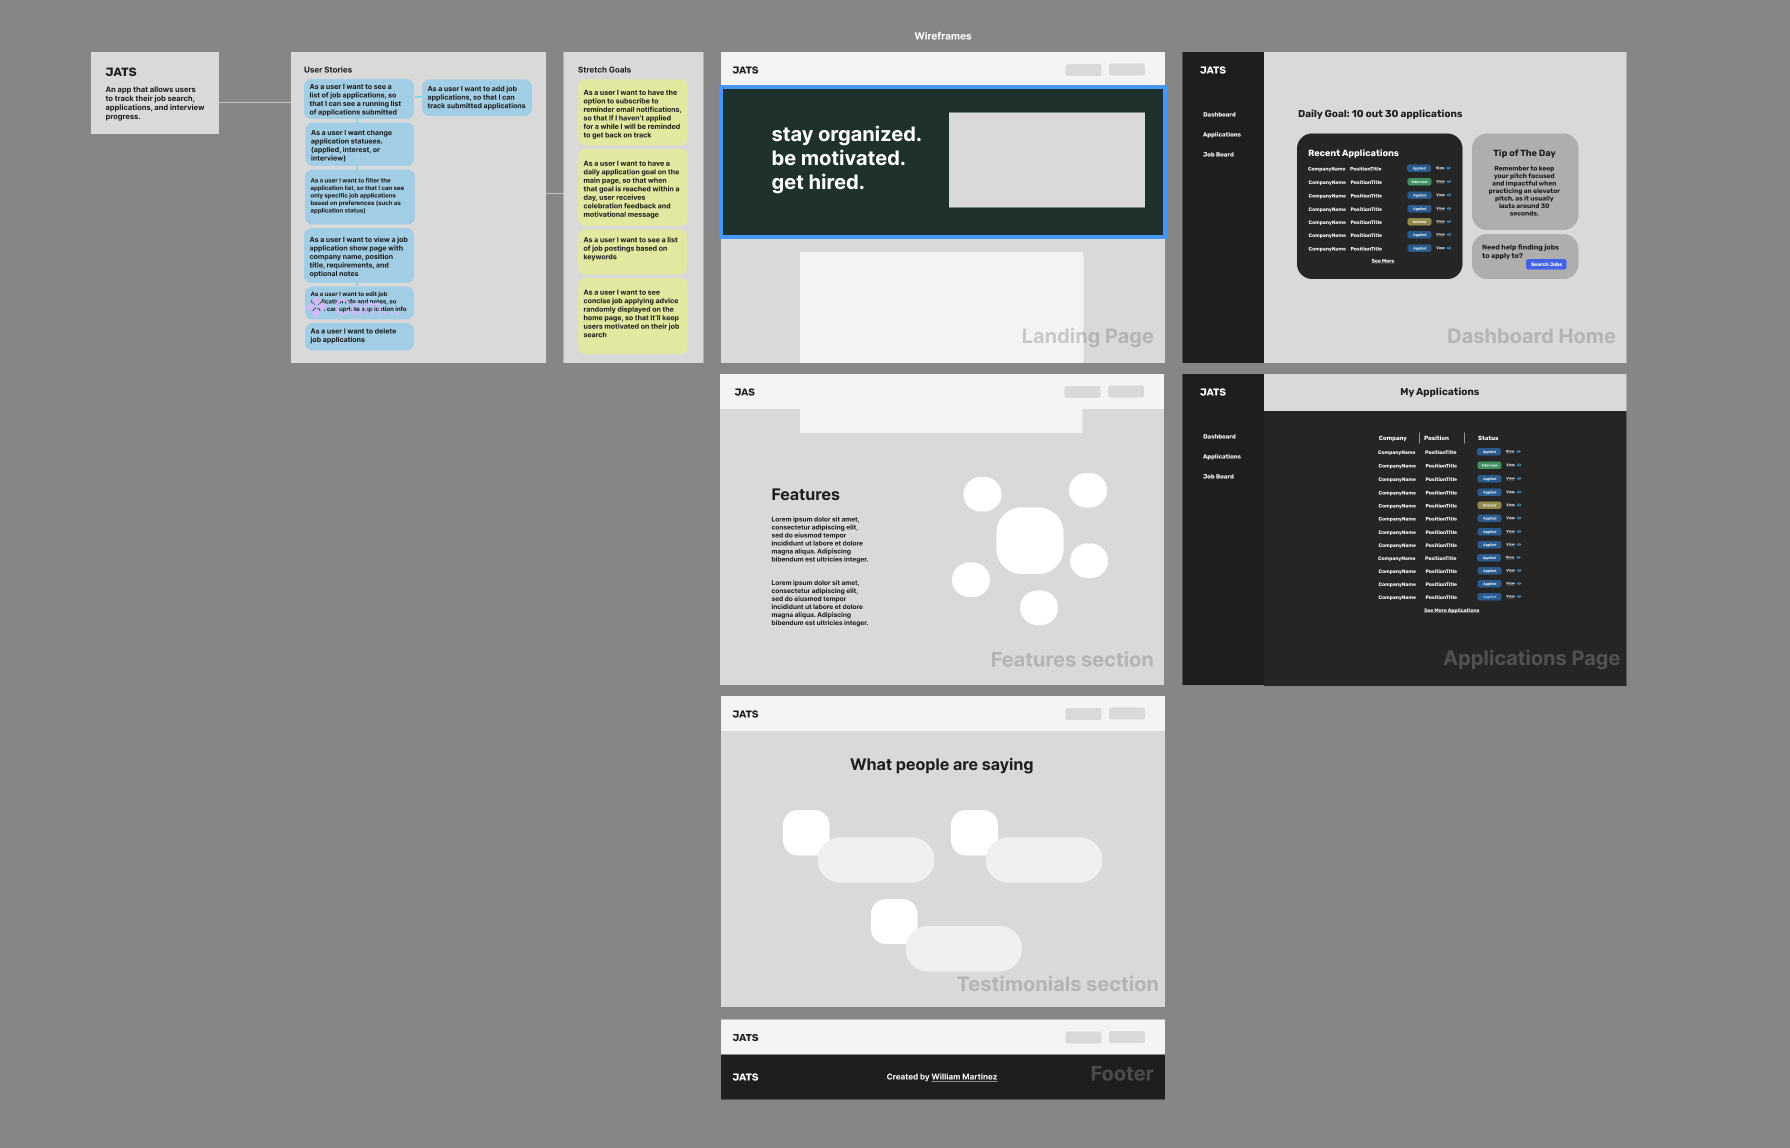 Wireframes
JATS
An app that allows users
to track their job search,
applications, and interview
progress.
User Stories
As a user I want to see a
list of job applications, so
that I can see a running list
of applications submitted
As a user I want to add job
applications, so that I can
track submitted applications
As a user I want change
application statuses.
(applied, interest, or
interview)
As a user I want to filter the
application list, so that I can see
only specific job applications
based on preferences (such as
application status)
As a user I want to view a job
application show page with
company name, position
title, requirements, and
optional notes
As a user I want to edit job
application info and notes, so
can update application info
As a user I want to delete
job applications
Stretch Goals
As a user I want to have the
option to subscribe to
reminder email notifications,
so that If I haven't applied
for a while I will be reminded
to get back on track
As a user I want to have a
daily application goal on the
main page, so that when
that goal is reached within a
day, user receives
celebration feedback and
motivational message
As a user I want to see a list
of job postings based on
keywords
As a user I want to see
concise job applying advice
randomly displayed on the
home page, so that it'll keep
users motivated on their job
search
JATS
stay organized.
be motivated.
get hired.
Landing Page
JATS
Dashboard
Applications
Job Board
Daily Goal: 10 out 30 applications
Recent Applications
CompanyName PositionTitle Applied View
CompanyName PositionTitle Interview View
CompanyName PositionTitle Applied View
CompanyName PositionTitle Applied View
CompanyName PositionTitle Interest View
CompanyName PositionTitle Applied View
CompanyName PositionTitle Applied View
See More
Tip of The Day
Remember to keep
your pitch focused
and impactful when
practicing an elevator
pitch, as it usually
lasts around 30
seconds.
Need help finding jobs
to apply to?
Search Jobs
Dashboard Home
JAS
Features
Lorem ipsum dolor sit amet,
consectetur adipiscing elit,
sed do eiusmod tempor
incididunt ut labore et dolore
magna aliqua. Adipiscing
bibendum est ultricies integer.
Lorem ipsum dolor sit amet,
consectetur adipiscing elit,
sed do eiusmod tempor
incididunt ut labore et dolore
magna aliqua. Adipiscing
bibendum est ultricies integer.
Features section
JATS
Dashboard
Applications
Job Board
My Applications
Company Position Status
CompanyName PositionTitle Applied View
CompanyName PositionTitle Interview View
CompanyName PositionTitle Applied View
CompanyName PositionTitle Applied View
CompanyName PositionTitle Interest View
CompanyName PositionTitle Applied View
CompanyName PositionTitle Applied View
CompanyName PositionTitle Applied View
CompanyName PositionTitle Applied View
CompanyName PositionTitle Applied View
CompanyName PositionTitle Applied View
CompanyName PositionTitle Applied View
See More Applications
Applications Page
JATS
What people are saying
Testimonials section
JATS
JATS
Created by William Martinez
Footer